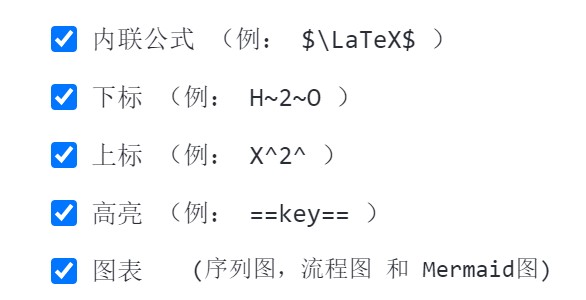 内联公式 （例： $\LaTeX$ ）
下标 （例： H~2~O ）
上标 （例： X^2^ ）
高亮 （例： ==key== ）
图表 (序列图，流程图 和 Mermaid图)